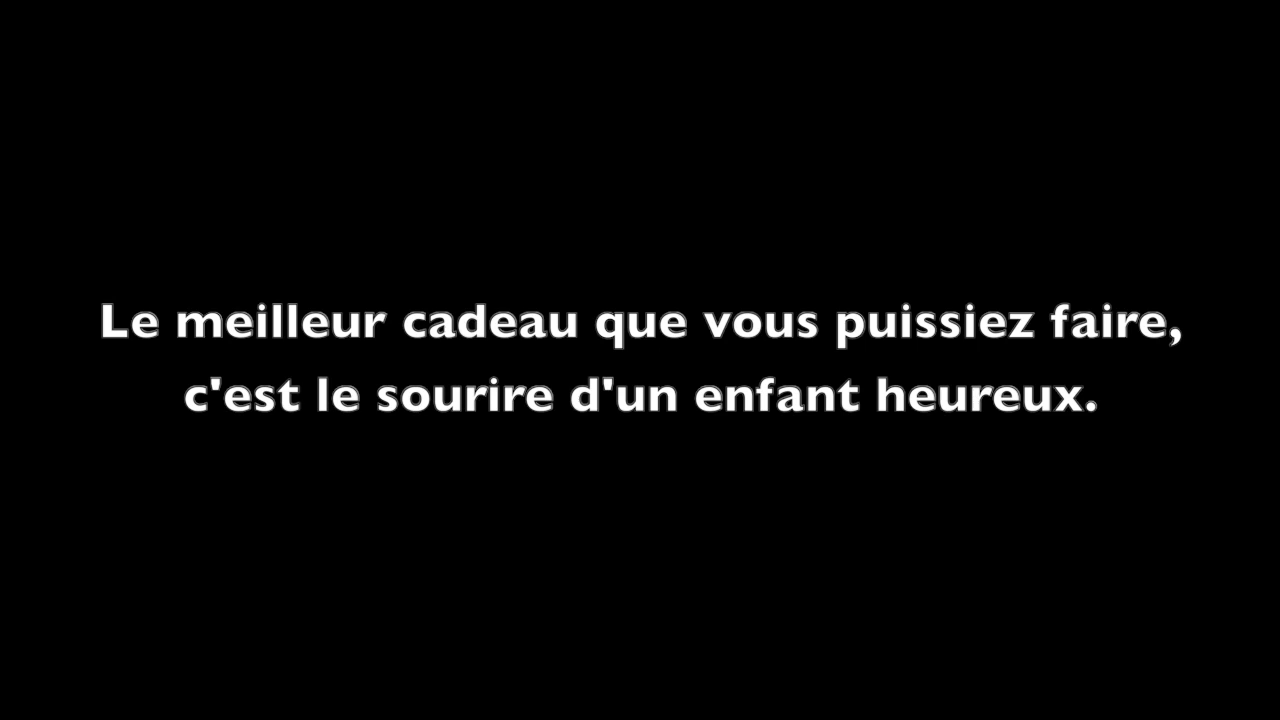 Le meilleur cadeau que vous puissiez faire,
c'est le sourire d'un enfant heureux.